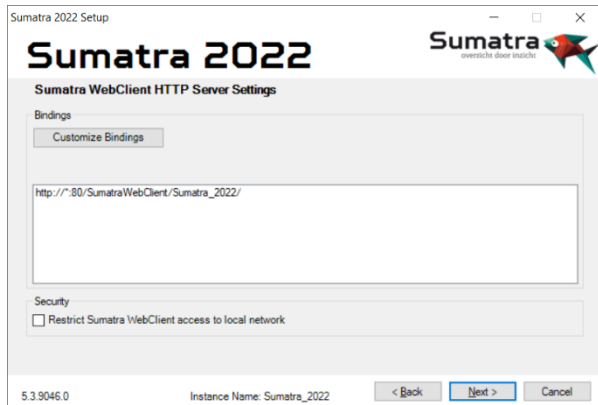 Sumatra 2022 Setup
Sumatra 2022
Sumatra
overzicht door inzicht
Sumatra WebClient HTTP Server Settings
Bindings
Customize Bindings
http://*:80/SumatraWebClient/Sumatra_2022/
Security
Restrict Sumatra WebClient access to local network
5.3.9046.0
Instance Name: Sumatra_2022
< Back
Next >
Cancel